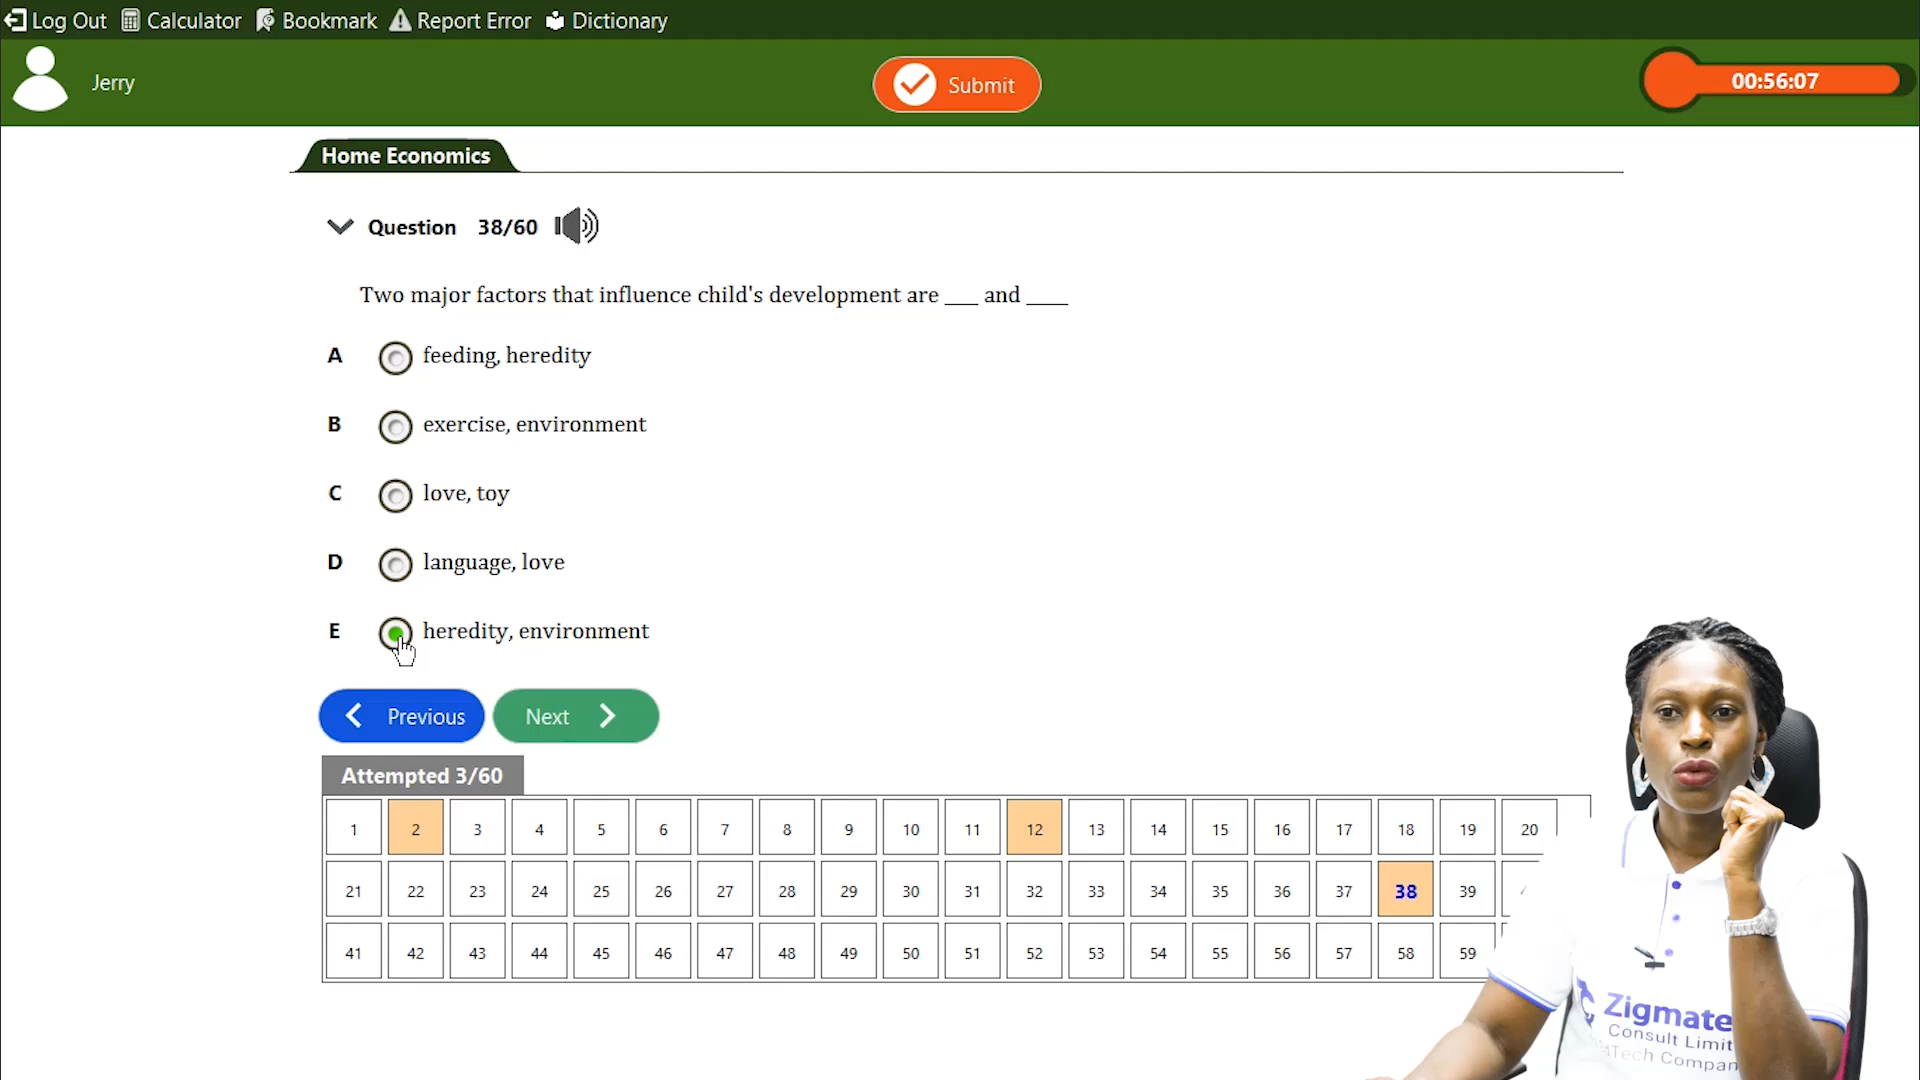 Log Out Calculator Bookmark Report Error Dictionary
Jerry
Submit
00:56:07
Home Economics
Question 38/60
Two major factors that influence child's development are ___ and ____
A feeding, heredity
B exercise, environment
C love, toy
D language, love
E heredity, environment
Previous Next
Attempted 3/60
1 2 3 4 5 6 7 8 9 10 11 12 13 14 15 16 17 18 19 20
21 22 23 24 25 26 27 28 29 30 31 32 33 34 35 36 37 38 39
41 42 43 44 45 46 47 48 49 50 51 52 53 54 55 56 57 58 59
Zigmate
Consult Limit
Tech Compan